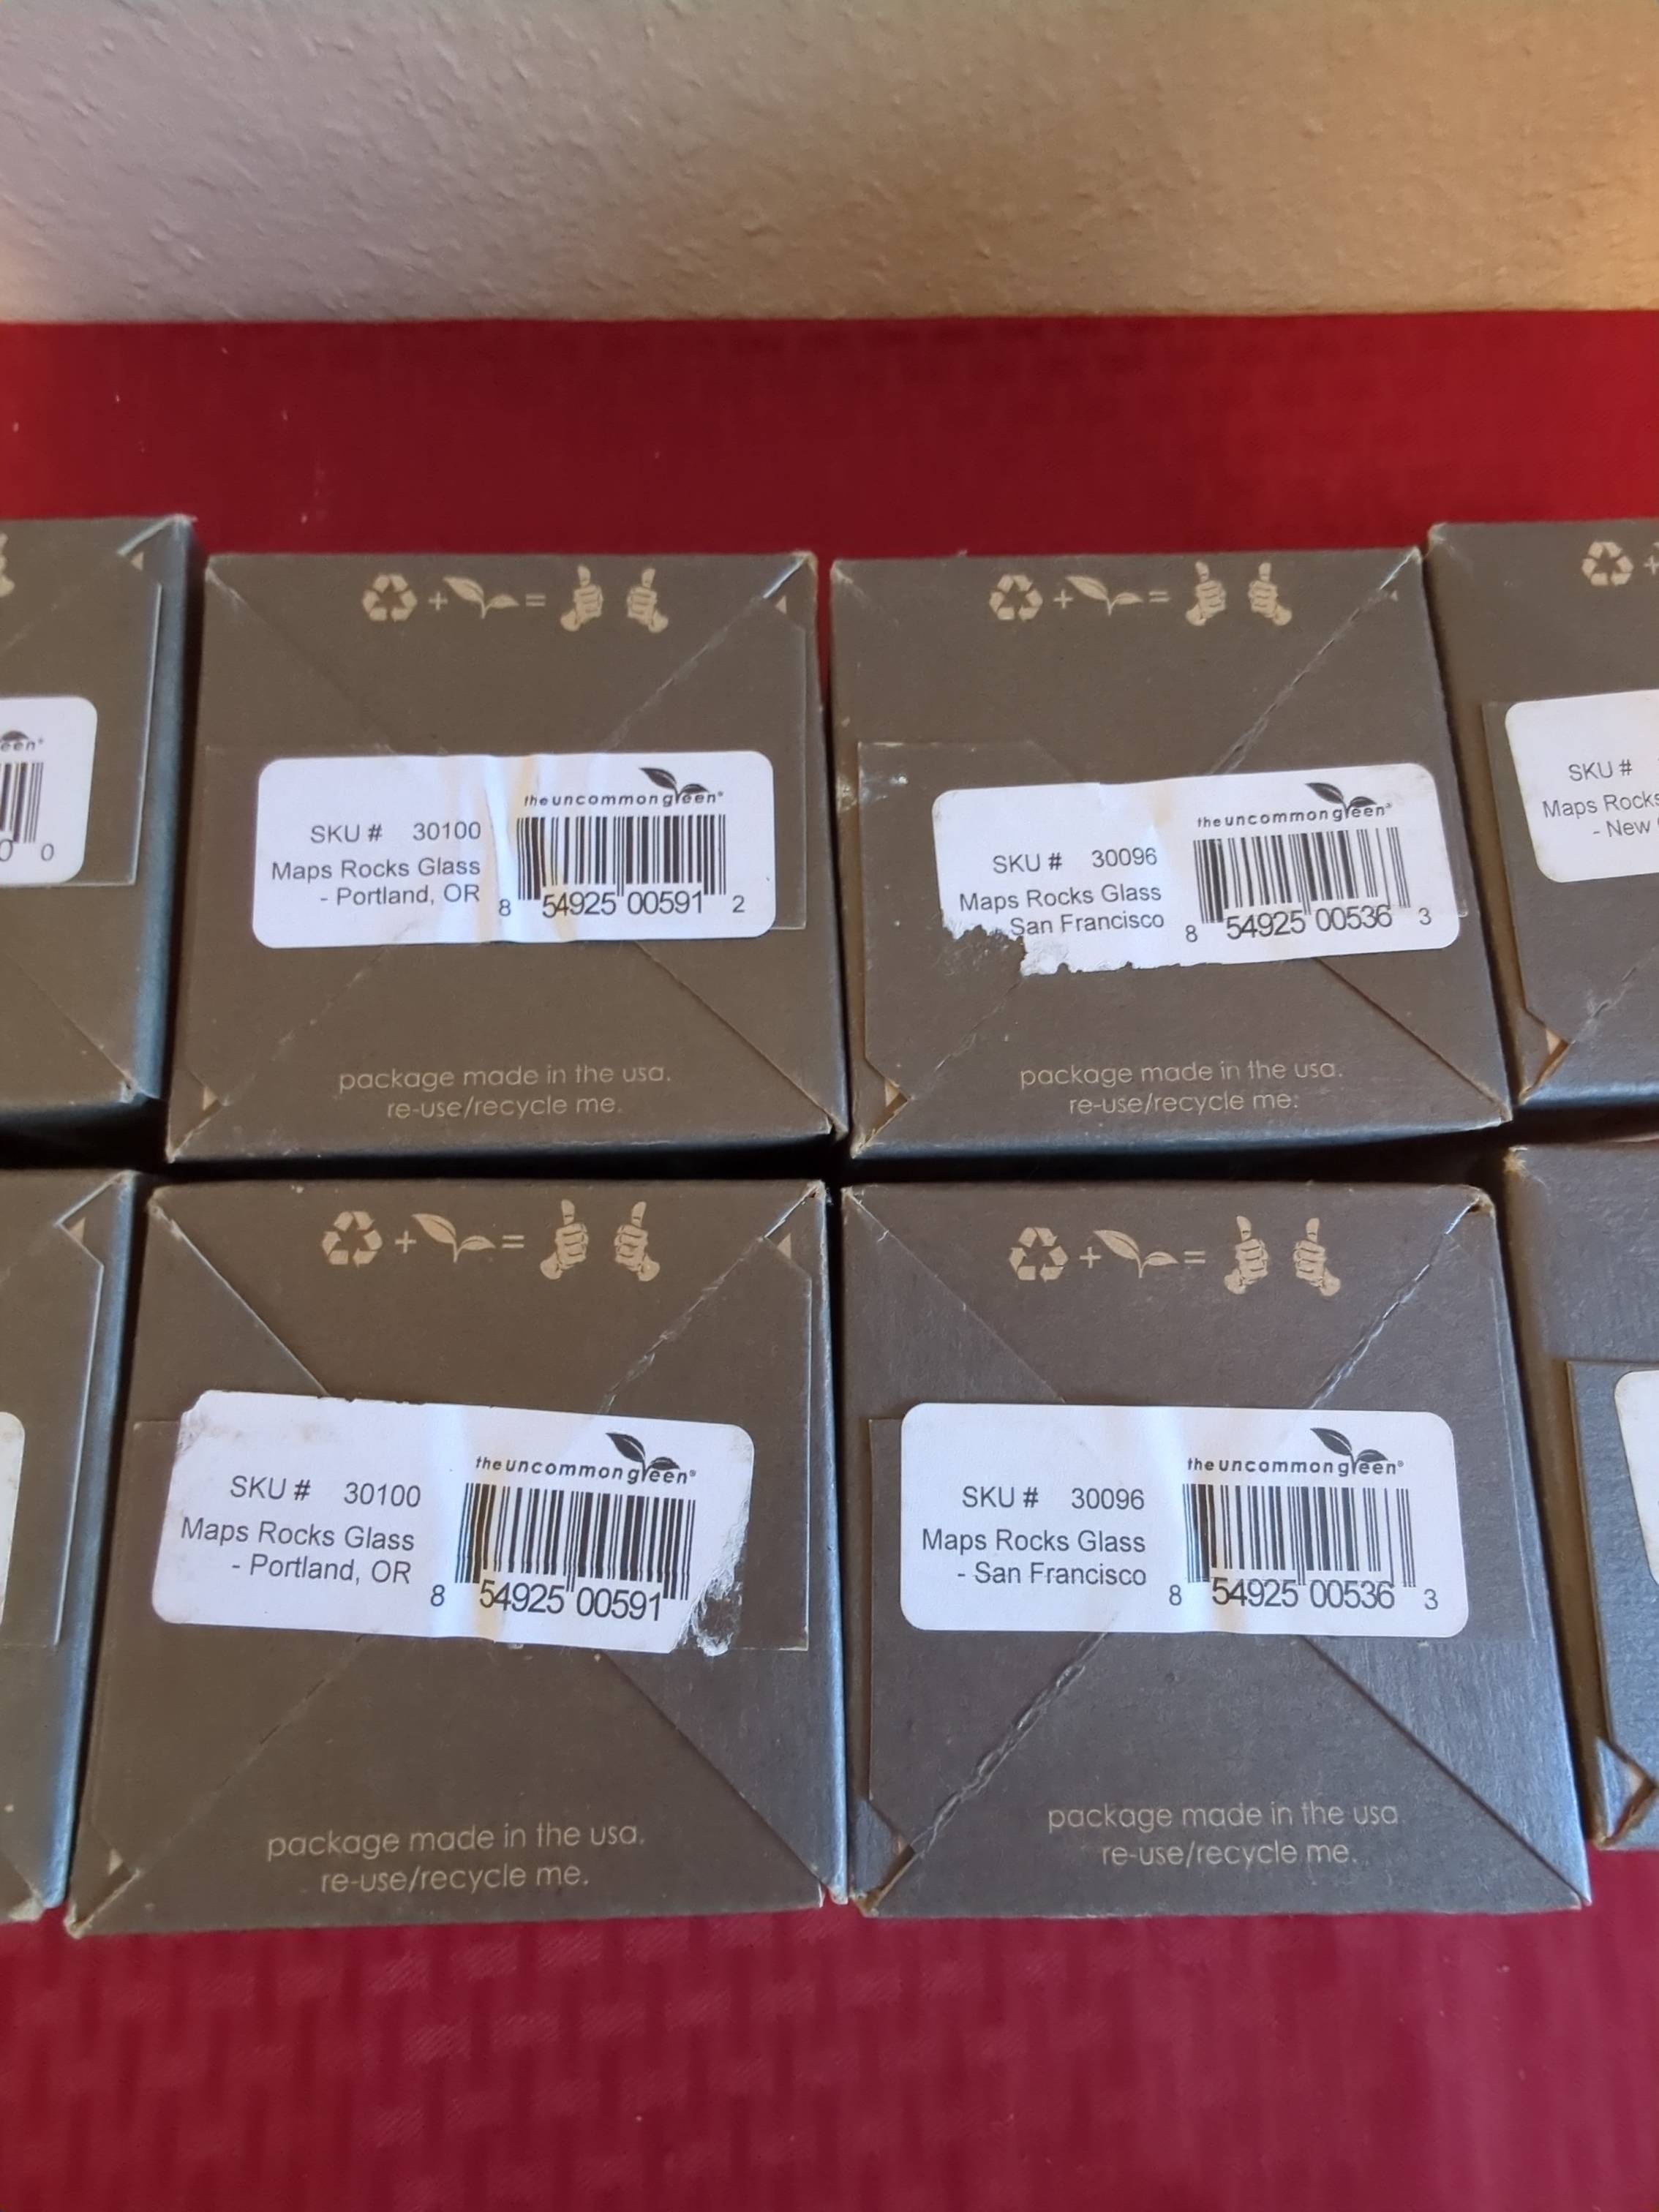 een®
0 0
theuncommongreen®
SKU # 30100
Maps Rocks Glass
- Portland, OR
8 54925 00591 2
package made in the usa.
re-use/recycle me.
theuncommongreen®
SKU # 30096
Maps Rocks Glass
San Francisco
8 54925 00536 3
package made in the usa.
re-use/recycle me.
SKU #
Maps Rocks
- New
theuncommongreen®
SKU # 30100
Maps Rocks Glass
- Portland, OR
8 54925 00591
package made in the usa.
re-use/recycle me.
theuncommongreen®
SKU # 30096
Maps Rocks Glass
- San Francisco
8 54925 00536 3
package made in the usa
re-use/recycle me.